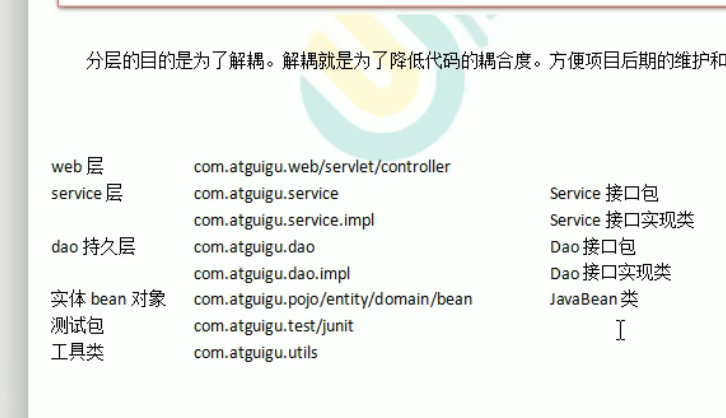 分层的目的是为了解耦。解耦就是为了降低代码的耦合度。方便项目后期的维护和
web 层 com.atguigu.web/servlet/controller
service 层 com.atguigu.service Service 接口包
com.atguigu.service.impl Service 接口实现类
dao 持久层 com.atguigu.dao Dao 接口包
com.atguigu.dao.impl Dao 接口实现类
实体 bean 对象 com.atguigu.pojo/entity/domain/bean JavaBean 类
测试包 com.atguigu.test/junit
工具类 com.atguigu.utils